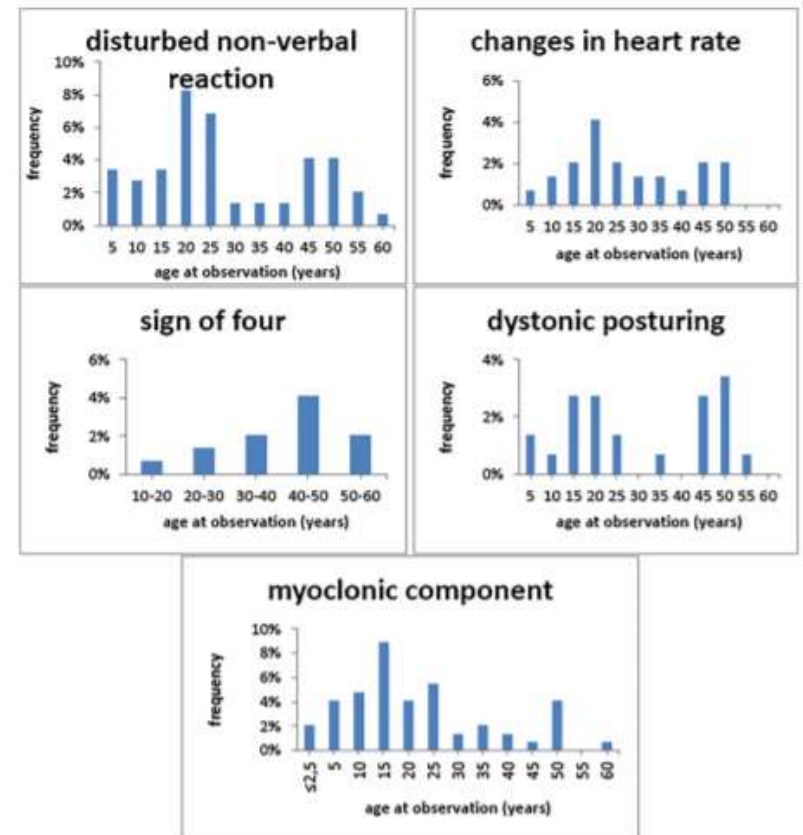 disturbed non-verbal
reaction
10%
8%
6%
4%
2%
0%
frequency
5 10 15 20 25 30 35 40 45 50 55 60
age at observation (years)
changes in heart rate
6%
4%
2%
0%
frequency
5 10 15 20 25 30 35 40 45 50 55 60
age at observation (years)
sign of four
6%
4%
2%
0%
frequency
10-20 20-30 30-40 40-50 50-60
age at observation (years)
dystonic posturing
4%
2%
0%
frequency
5 10 15 20 25 30 35 40 45 50 55 60
age at observation (years)
myoclonic component
10%
8%
6%
4%
2%
0%
frequency
≤2,5 5 10 15 20 25 30 35 40 45 50 55 60
age at observation (years)